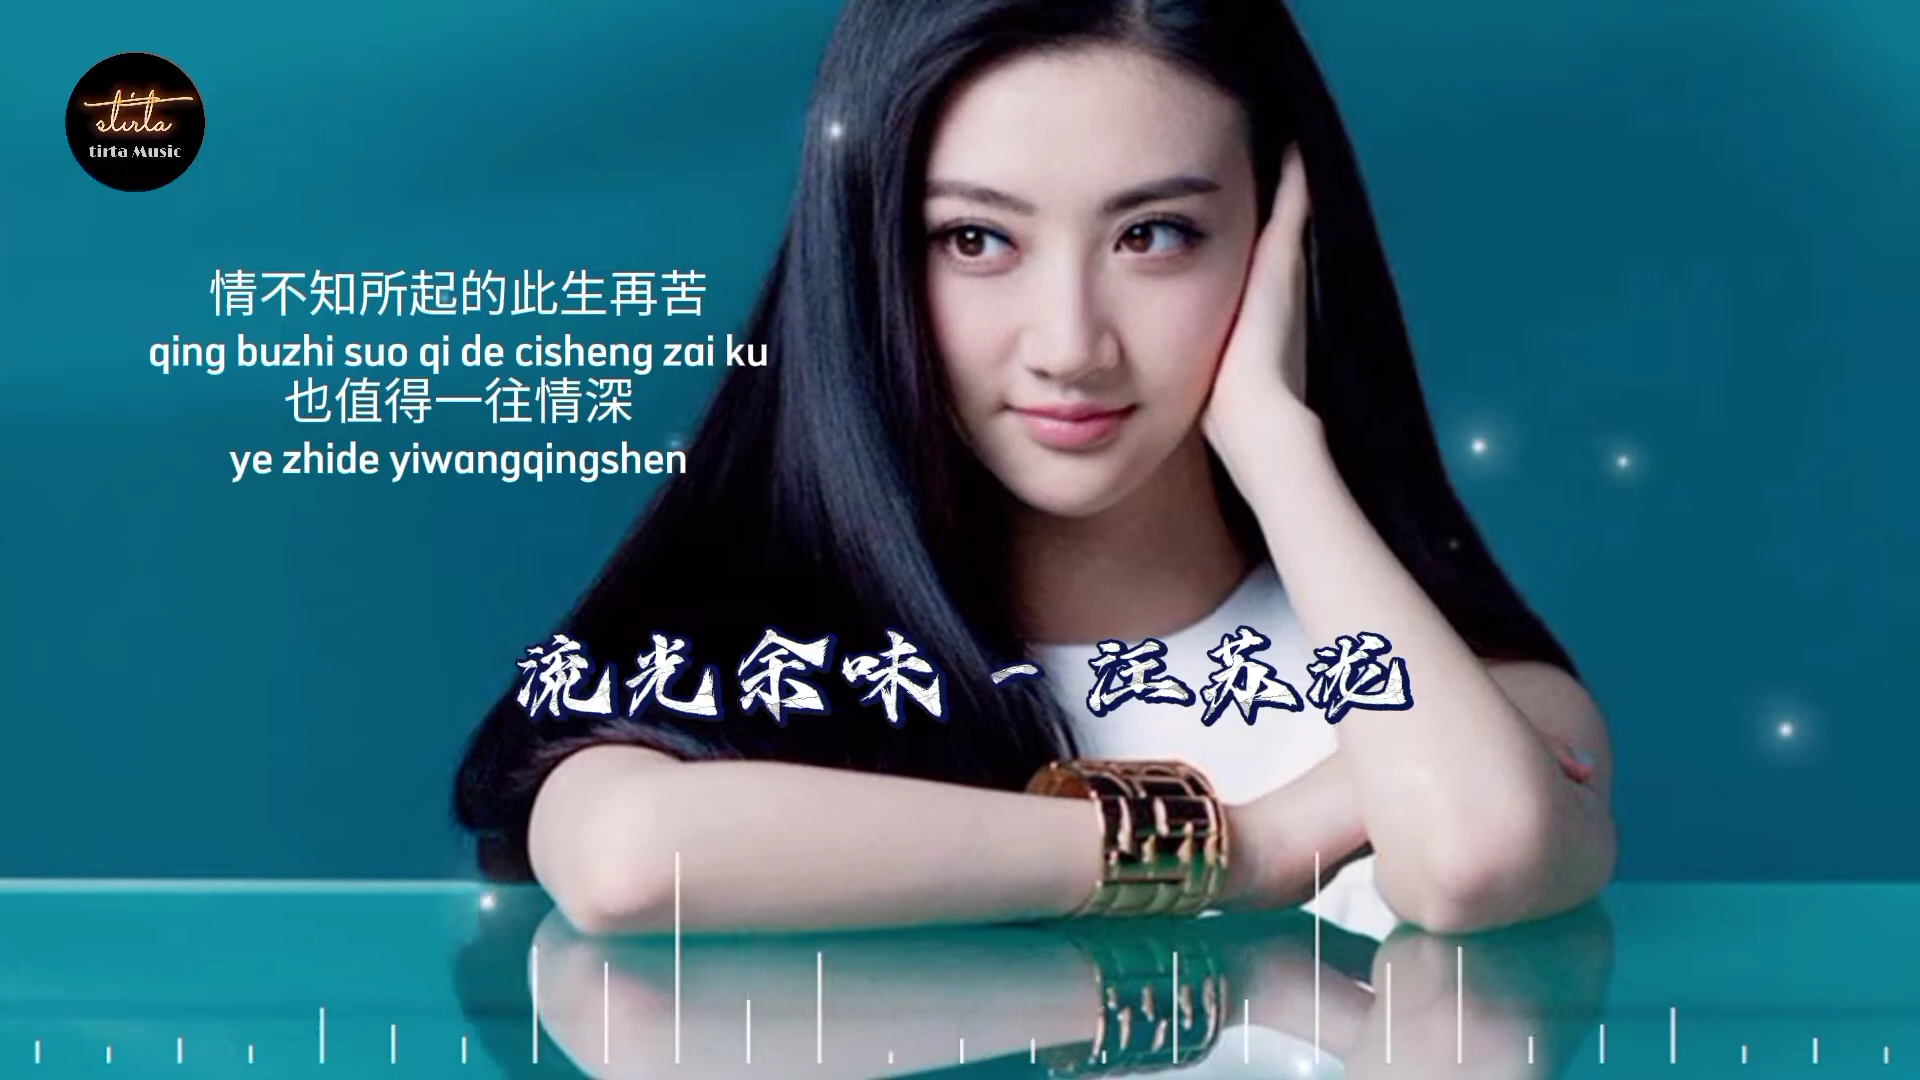 stirta
tirta Music
情不知所起的此生再苦
qing buzhi suo qi de cisheng zai ku
也值得一往情深
ye zhide yiwangqingshen
流光余味 - 汪苏泷